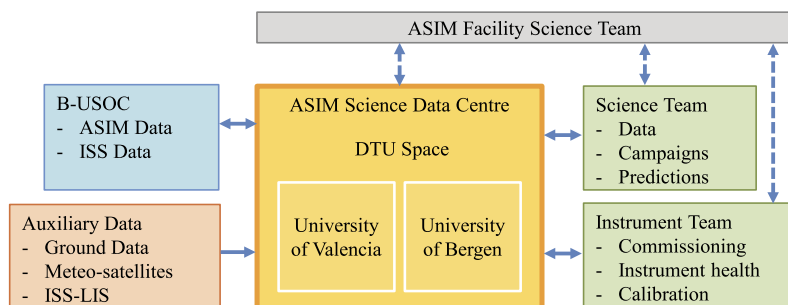 ASIM Facility Science Team
B-USOC
- ASIM Data
- ISS Data
Auxiliary Data
- Ground Data
- Meteo-satellites
- ISS-LIS
ASIM Science Data Centre
DTU Space
University
of Valencia
University
of Bergen
Science Team
- Data
- Campaigns
- Predictions
Instrument Team
- Commissioning
- Instrument health
- Calibration